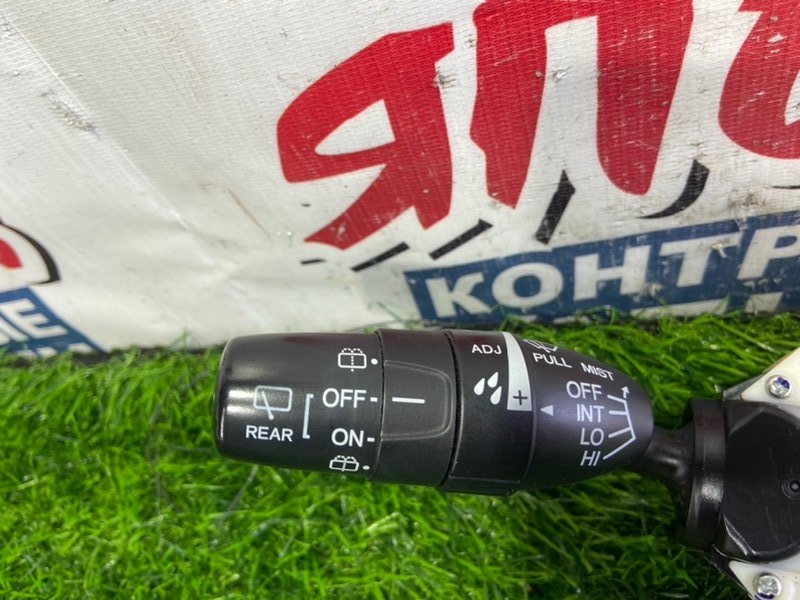 ЯП
КОНТР
ADJ
PULL MIST
OFF
INT
LO
HI
+
OFF
ON
REAR